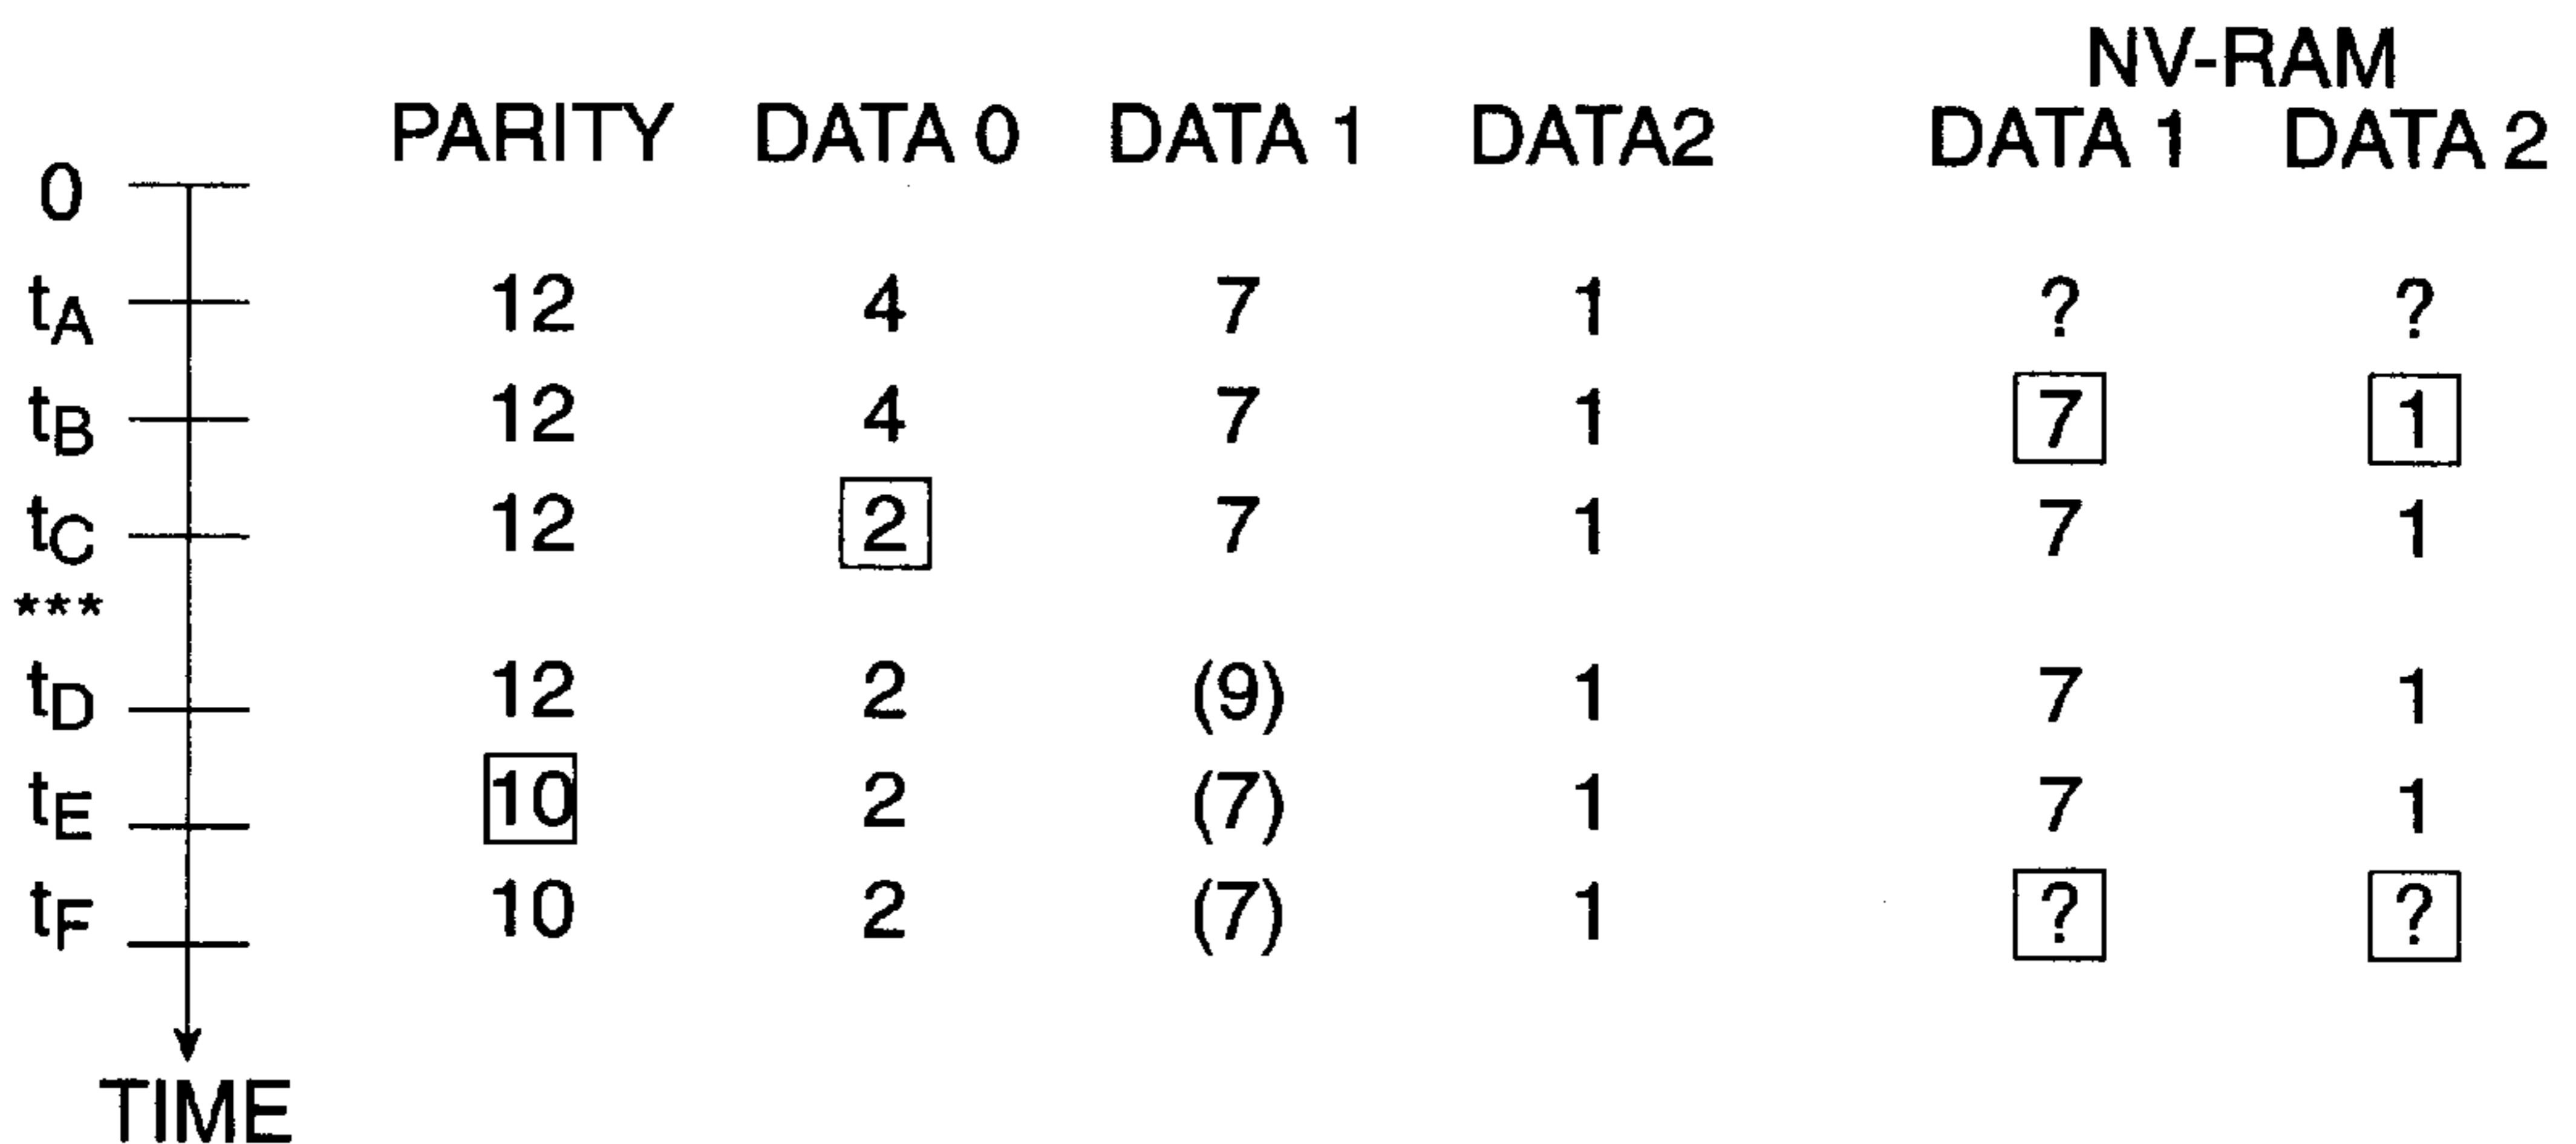 NV-RAM
PARITY DATA 0 DATA 1 DATA2 DATA 1 DATA 2
0
tA 12 4 7 1 ? ?
tB 12 4 7 1 7 1
tC 12 2 7 1 7 1
***
tD 12 2 (9) 1 7 1
tE 10 2 (7) 1 7 1
tF 10 2 (7) 1 ? ?
TIME